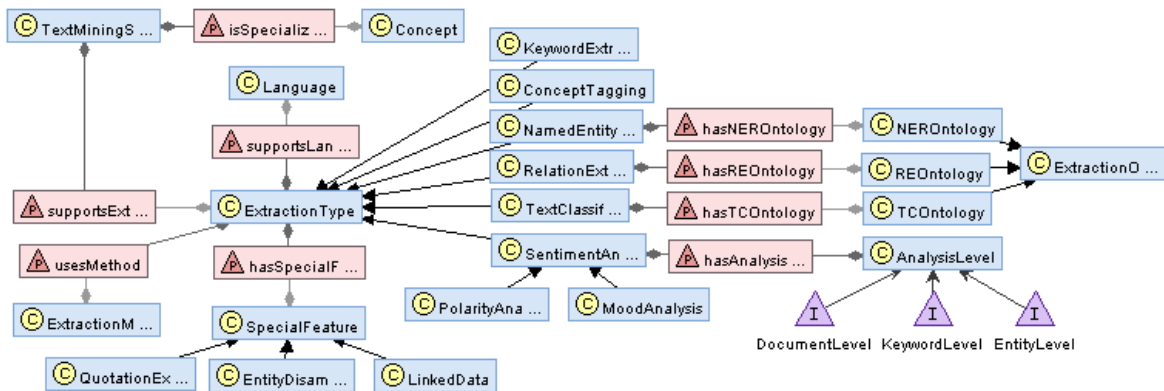 C TextMiningS ...
P isSpecializ ...
C Concept
C KeywordExtr ...
C Language
C ConceptTagging
C NamedEntity ...
P hasNEROntology
C NEROntology
P supportsLan ...
C RelationExt ...
P hasREOntology
C REOntology
C ExtractionO ...
P supportsExt ...
C ExtractionType
C TextClassif ...
P hasTCOntology
C TCOntology
P usesMethod
P hasSpecialF ...
C SentimentAn ...
P hasAnalysis ...
C AnalysisLevel
C PolarityAna ...
C MoodAnalysis
C ExtractionM ...
C SpecialFeature
I
I
I
DocumentLevel
KeywordLevel
EntityLevel
C QuotationEx ...
C EntityDisam ...
C LinkedData